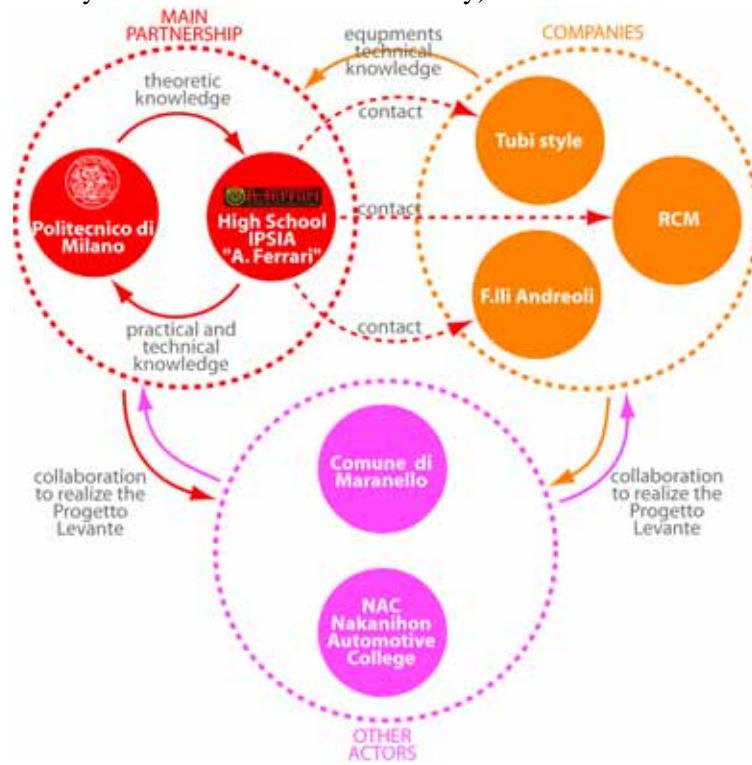 MAIN
PARTNERSHIP
theoretic
knowledge
Politecnico di
Milano
High School
IPSIA
"A. Ferrari"
practical and
technical
knowledge
equpments
technical
knowledge
contact
contact
contact
COMPANIES
Tubi style
RCM
F.lli Andreoli
collaboration
to realize the
Progetto
Levante
collaboration
to realize the
Progetto
Levante
Comune di
Maranello
NAC
Nakanihon
Automotive
College
OTHER
ACTORS